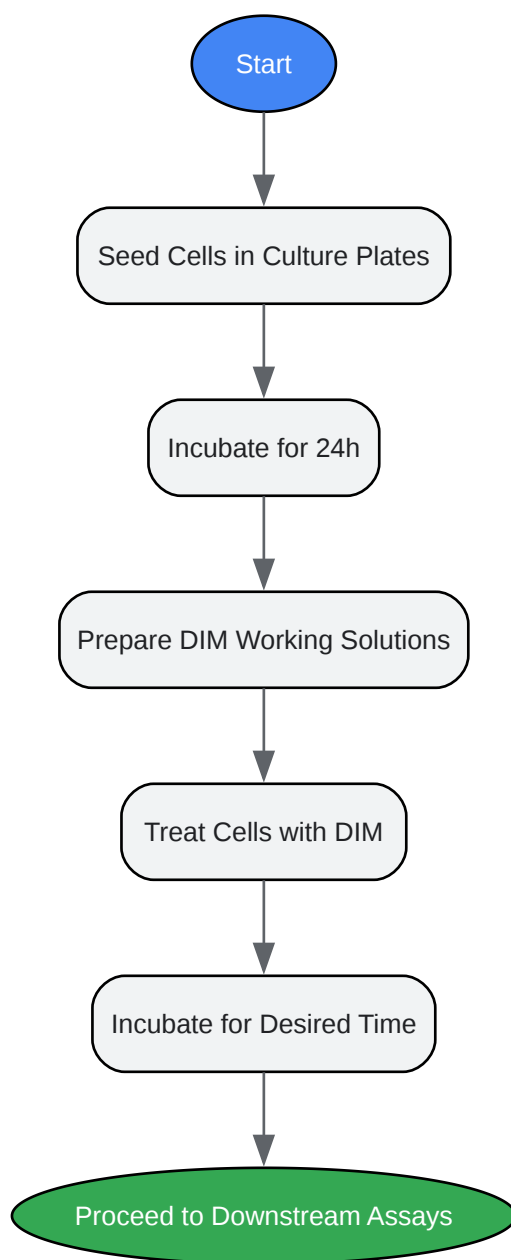 Start
Seed Cells in Culture Plates
Incubate for 24h
Prepare DIM Working Solutions
Treat Cells with DIM
Incubate for Desired Time
Proceed to Downstream Assays